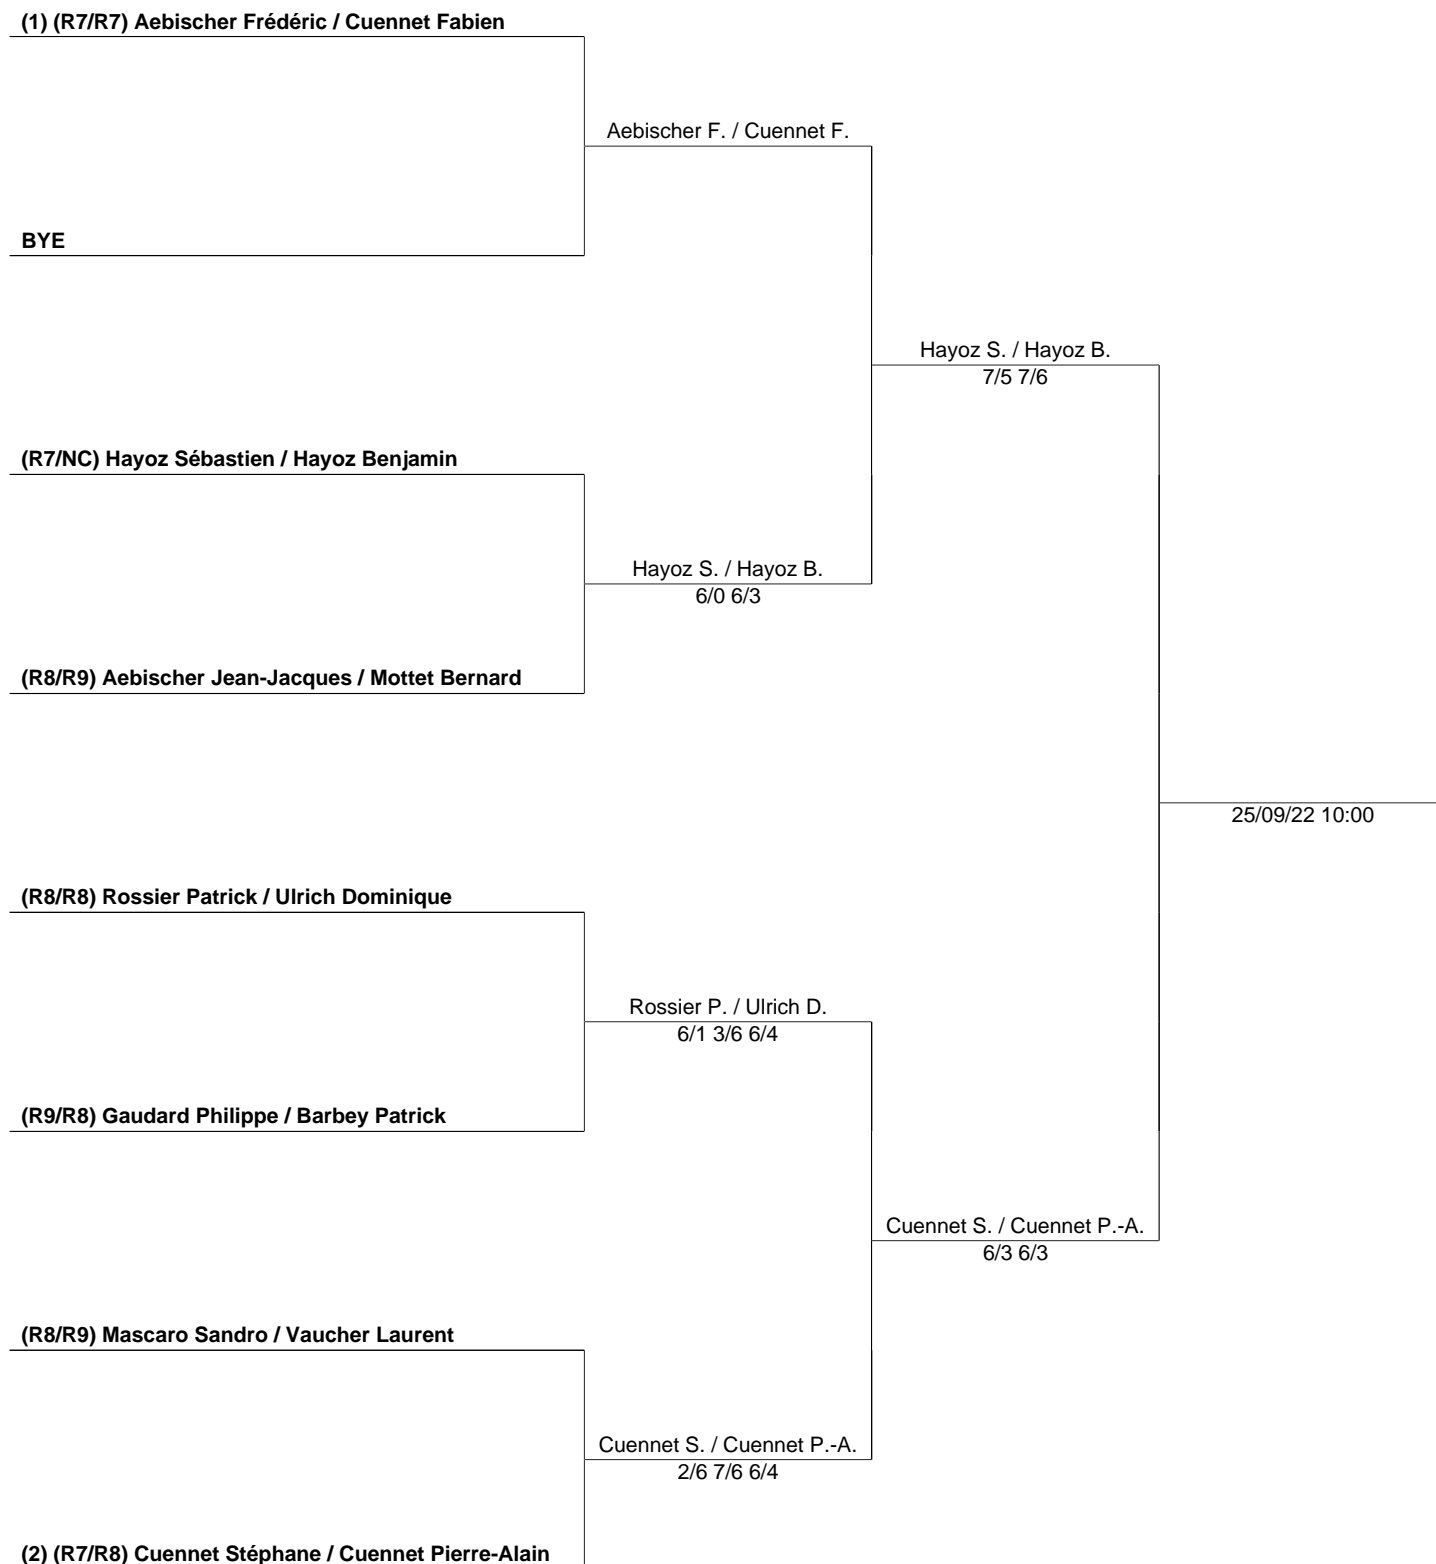 (1) (R7/R7) Aebischer Frédéric / Cuennet Fabien
Aebischer F. / Cuennet F.
BYE
Hayoz S. / Hayoz B.
7/5 7/6
(R7/NC) Hayoz Sébastien / Hayoz Benjamin
Hayoz S. / Hayoz B.
6/0 6/3
(R8/R9) Aebischer Jean-Jacques / Mottet Bernard
25/09/22 10:00
(R8/R8) Rossier Patrick / Ulrich Dominique
Rossier P. / Ulrich D.
6/1 3/6 6/4
(R9/R8) Gaudard Philippe / Barbey Patrick
Cuennet S. / Cuennet P.-A.
6/3 6/3
(R8/R9) Mascaro Sandro / Vaucher Laurent
Cuennet S. / Cuennet P.-A.
2/6 7/6 6/4
(2) (R7/R8) Cuennet Stéphane / Cuennet Pierre-Alain